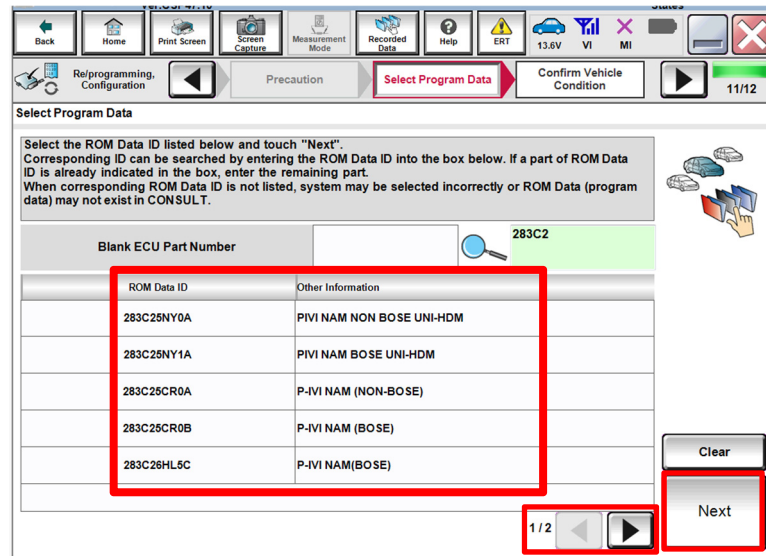 Back
Home
Print Screen
Screen
Capture
Measurement
Mode
Recorded
Data
Help
ERT
13.6V
VI
MI
Re/programming,
Configuration
Precaution
Select Program Data
Confirm Vehicle
Condition
11/12
Select Program Data
Select the ROM Data ID listed below and touch "Next".
Corresponding ID can be searched by entering the ROM Data ID into the box below. If a part of ROM Data
ID is already indicated in the box, enter the remaining part.
When corresponding ROM Data ID is not listed, system may be selected incorrectly or ROM Data (program
data) may not exist in CONSULT.
Blank ECU Part Number
283C2
ROM Data ID Other Information
283C25NY0A PIVI NAM NON BOSE UNI-HDM
283C25NY1A PIVI NAM BOSE UNI-HDM
283C25CR0A P-IVI NAM (NON-BOSE)
283C25CR0B P-IVI NAM (BOSE)
283C26HL5C P-IVI NAM(BOSE)
Clear
1/2
Next